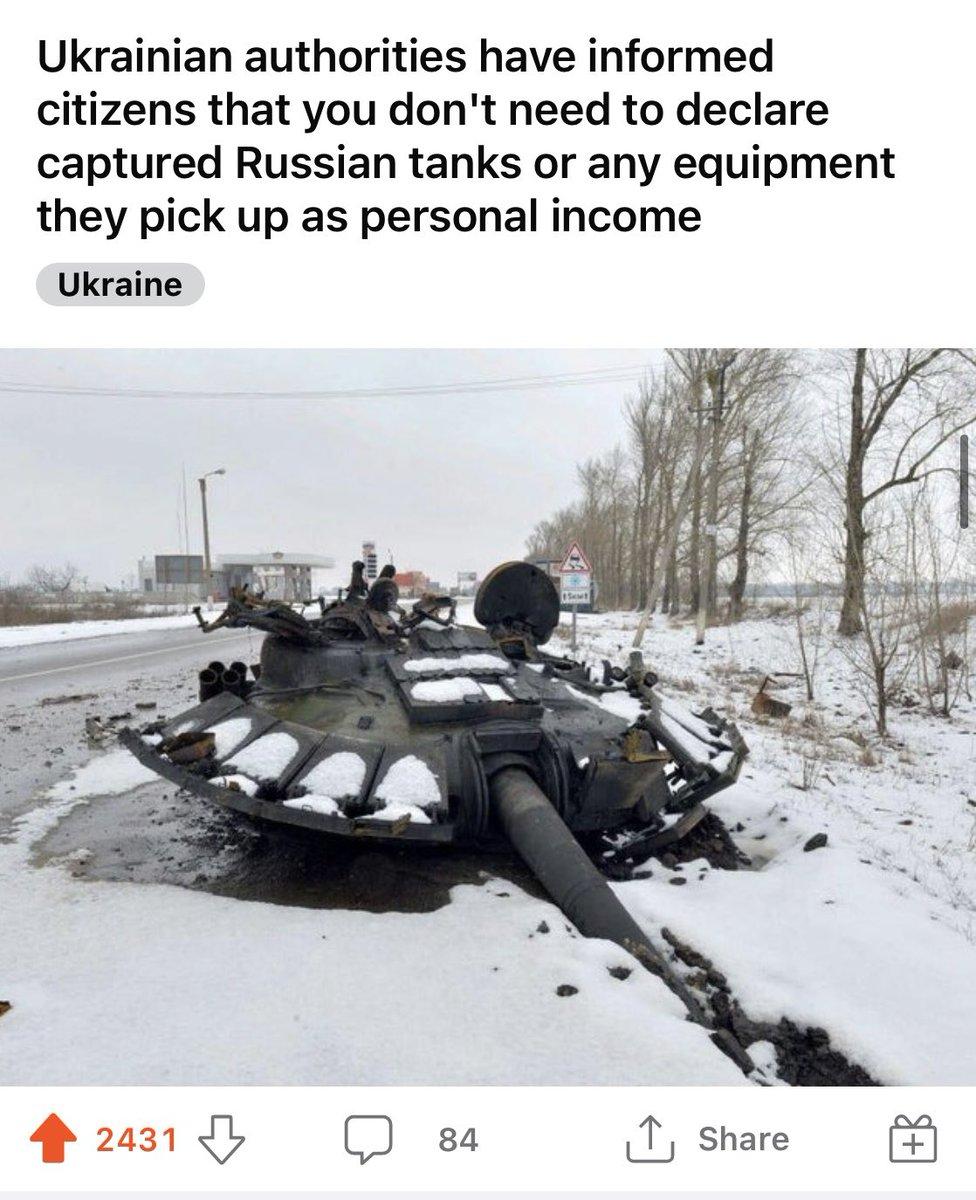 Ukrainian authorities have informed
citizens that you don't need to declare
captured Russian tanks or any equipment
they pick up as personal income
Ukraine
2431
84
Share